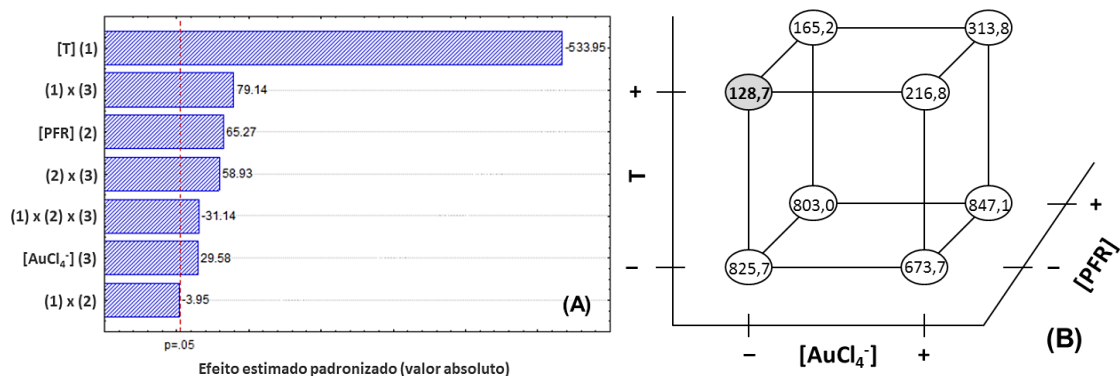 [T] (1)
-533.95
(1) x (3)
79.14
[PFR] (2)
65.27
(2) x (3)
58.93
(1) x (2) x (3)
-31.14
[AuCl₄⁻] (3)
29.58
(1) x (2)
-3.95
(A)
p=.05
Efeito estimado padronizado (valor absoluto)
165,2
313,8
128,7
216,8
+
T
803,0
847,1
+
825,7
673,7
−
−
[PFR]
− [AuCl₄⁻] +
(B)